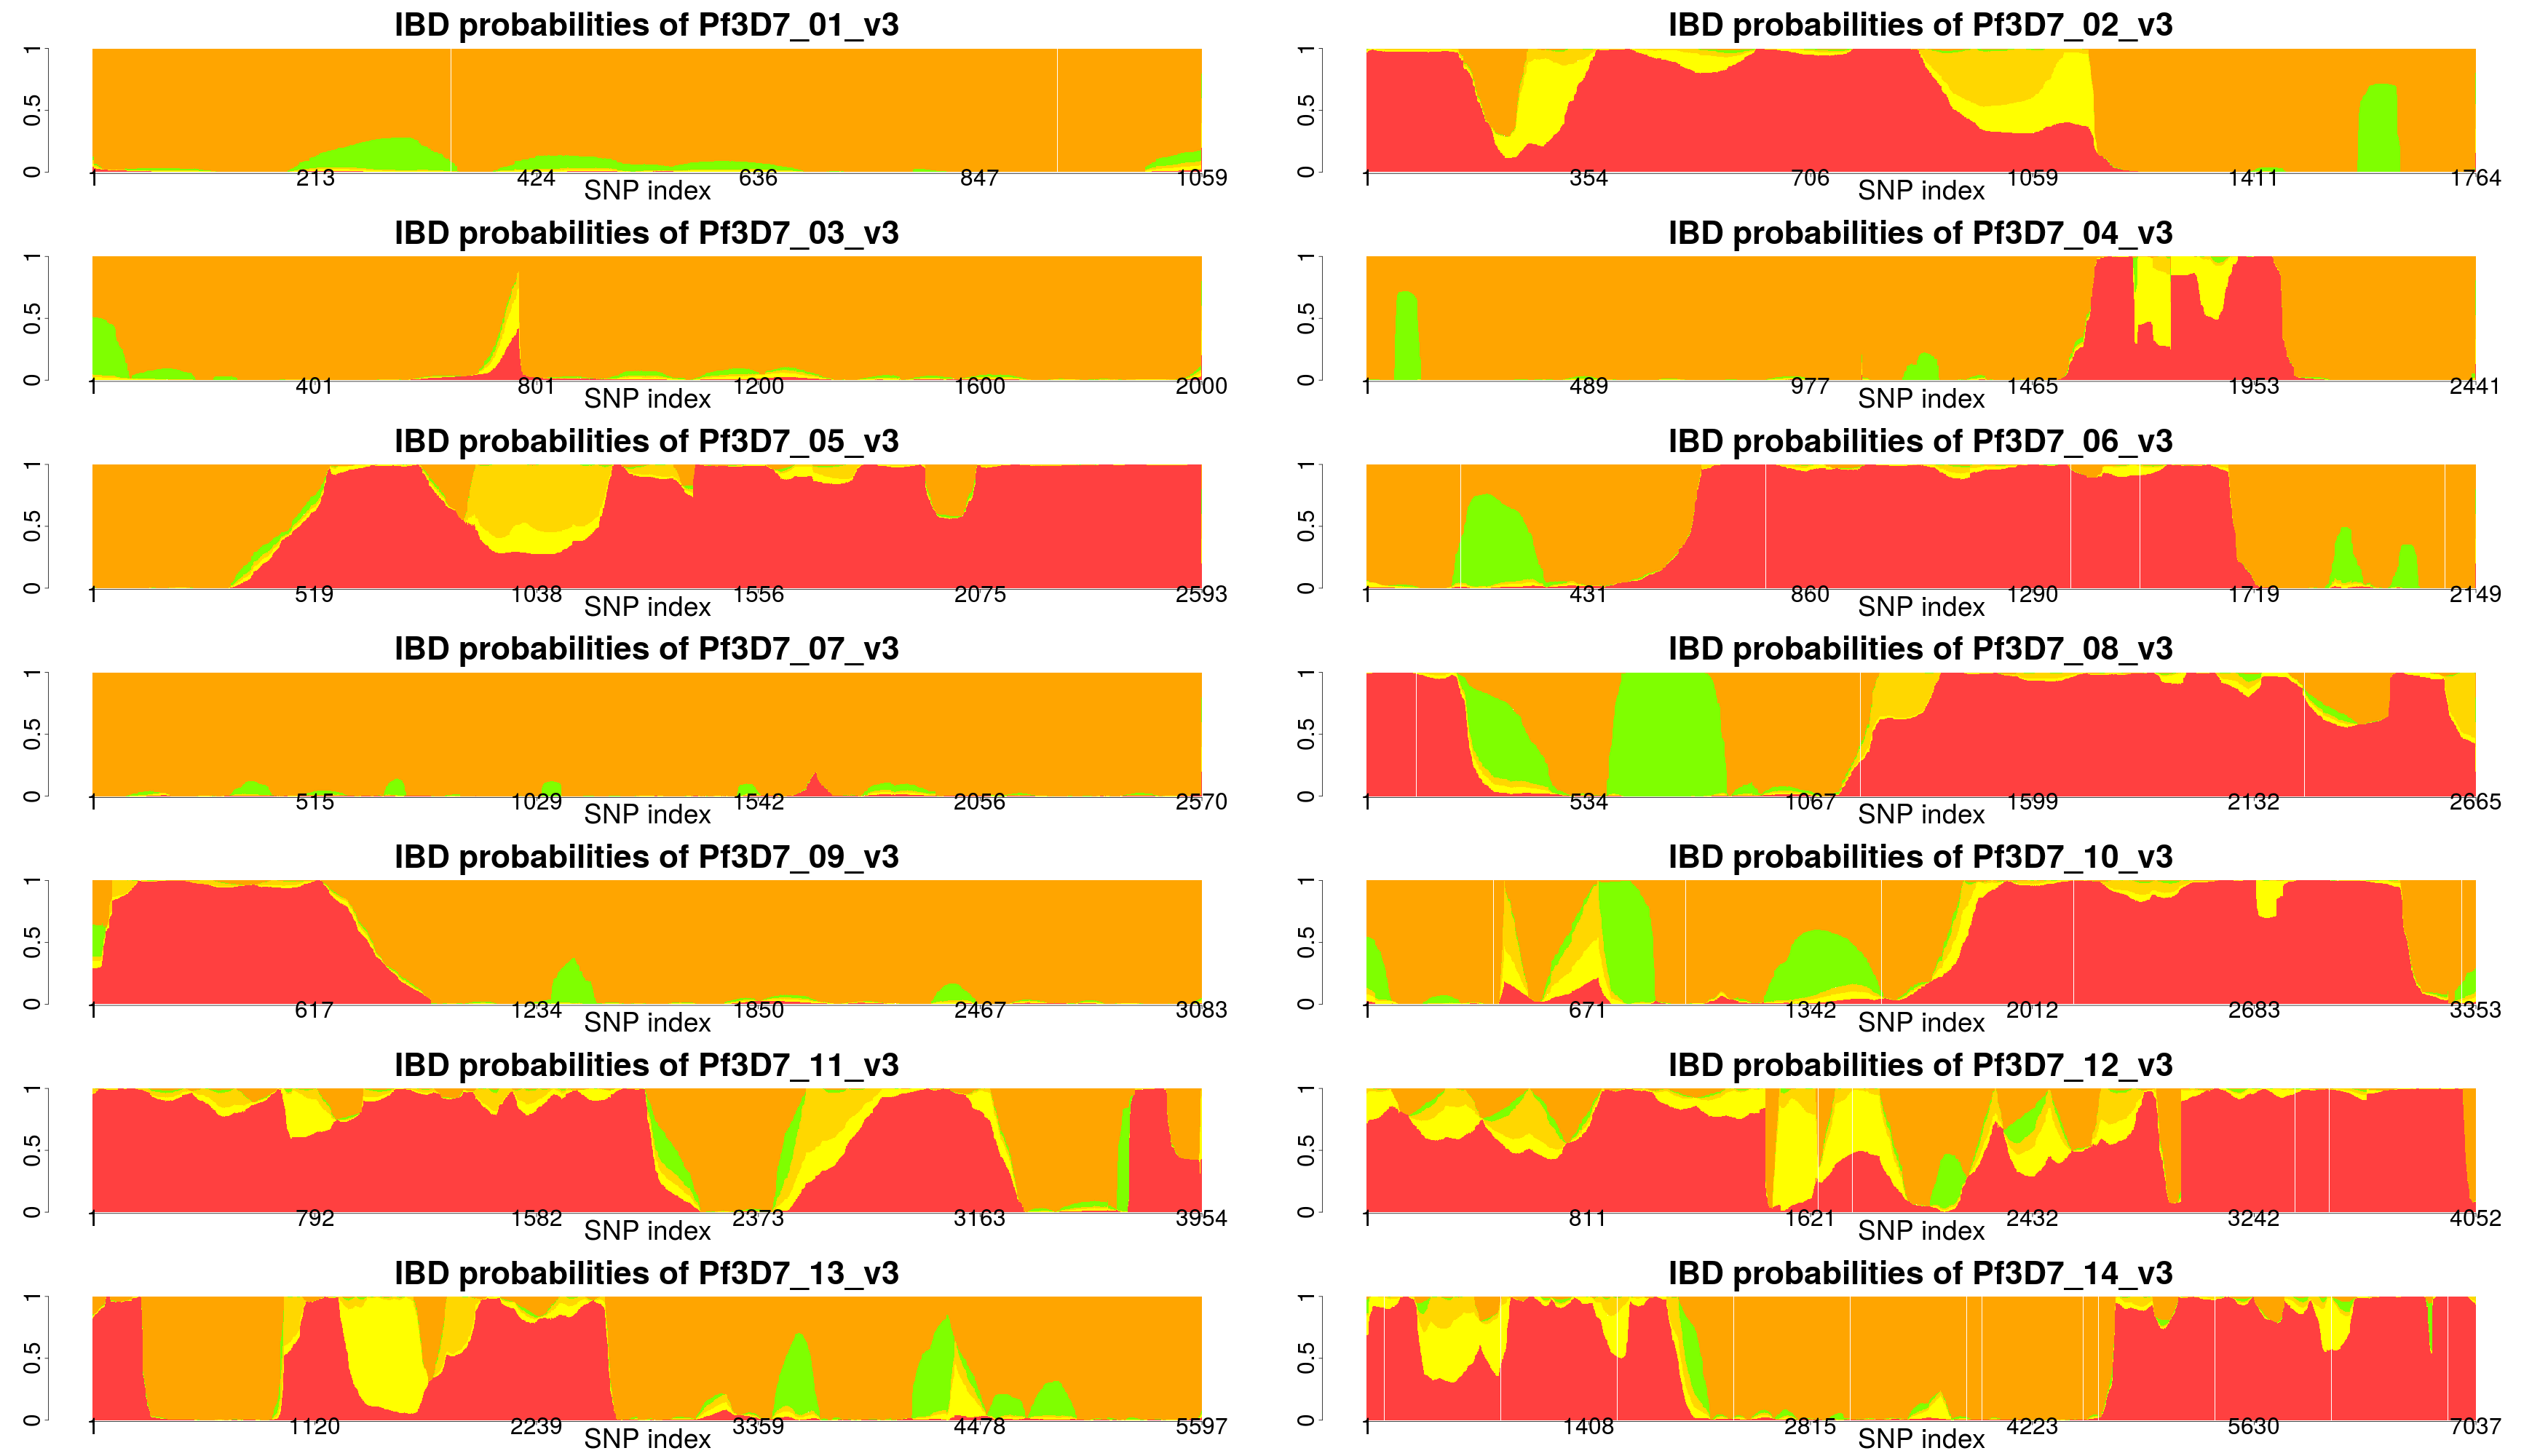 IBD probabilities of Pf3D7_01_v3
0 0.5 1
1 213 424 636 847 1059
SNP index
IBD probabilities of Pf3D7_02_v3
0 0.5 1
1 354 706 1059 1411 1764
SNP index
IBD probabilities of Pf3D7_03_v3
0 0.5 1
1 401 801 1200 1600 2000
SNP index
IBD probabilities of Pf3D7_04_v3
0 0.5 1
1 489 977 1465 1953 2441
SNP index
IBD probabilities of Pf3D7_05_v3
0 0.5 1
1 519 1038 1556 2075 2593
SNP index
IBD probabilities of Pf3D7_06_v3
0 0.5 1
1 431 860 1290 1719 2149
SNP index
IBD probabilities of Pf3D7_07_v3
0 0.5 1
1 515 1029 1542 2056 2570
SNP index
IBD probabilities of Pf3D7_08_v3
0 0.5 1
1 534 1067 1599 2132 2665
SNP index
IBD probabilities of Pf3D7_09_v3
0 0.5 1
1 617 1234 1850 2467 3083
SNP index
IBD probabilities of Pf3D7_10_v3
0 0.5 1
1 671 1342 2012 2683 3353
SNP index
IBD probabilities of Pf3D7_11_v3
0 0.5 1
1 792 1582 2373 3163 3954
SNP index
IBD probabilities of Pf3D7_12_v3
0 0.5 1
1 811 1621 2432 3242 4052
SNP index
IBD probabilities of Pf3D7_13_v3
0 0.5 1
1 1120 2239 3359 4478 5597
SNP index
IBD probabilities of Pf3D7_14_v3
0 0.5 1
1 1408 2815 4223 5630 7037
SNP index